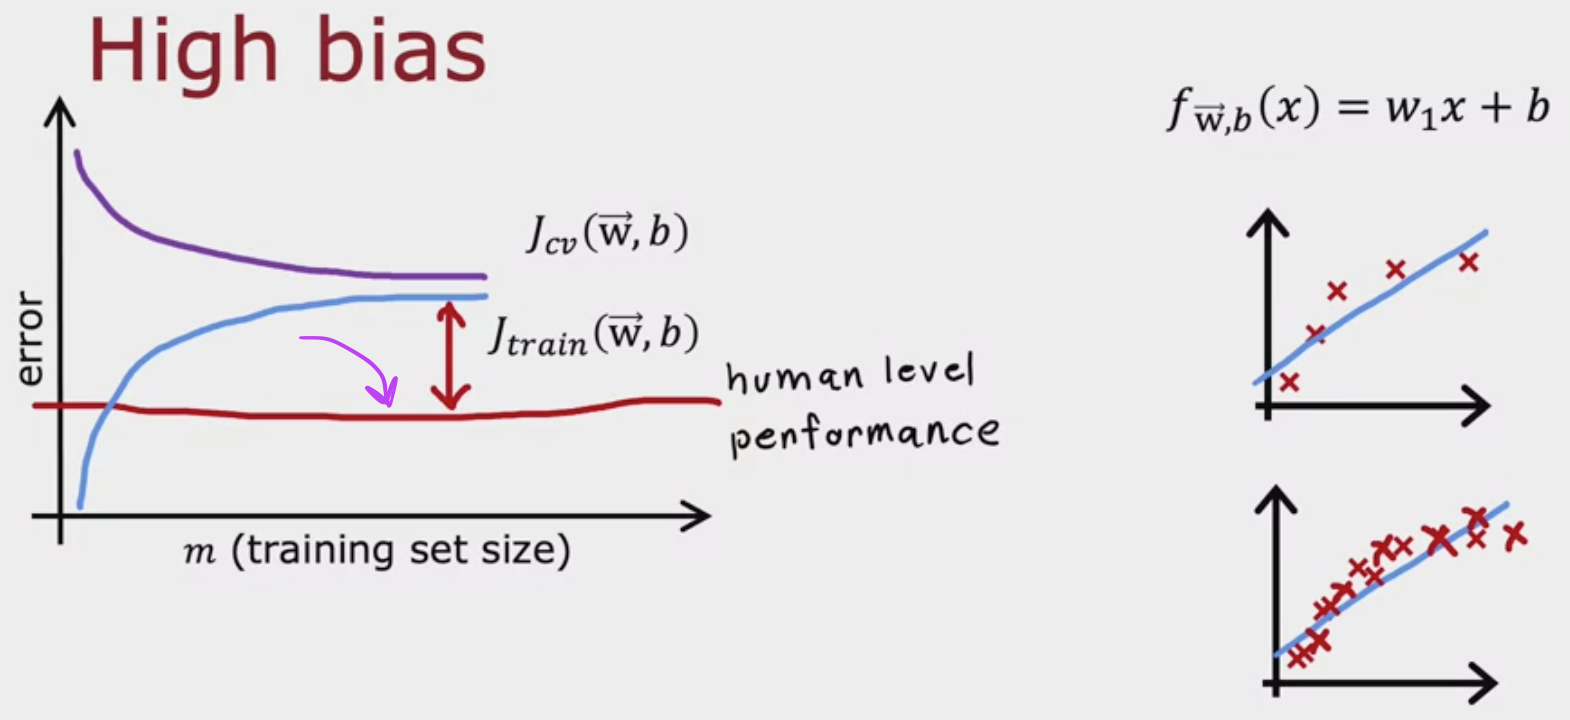 High bias
f_{\vec{w},b}(x) = w_1x + b
J_{cv}(\vec{w}, b)
J_{train}(\vec{w}, b)
human level
performance
error
m (training set size)